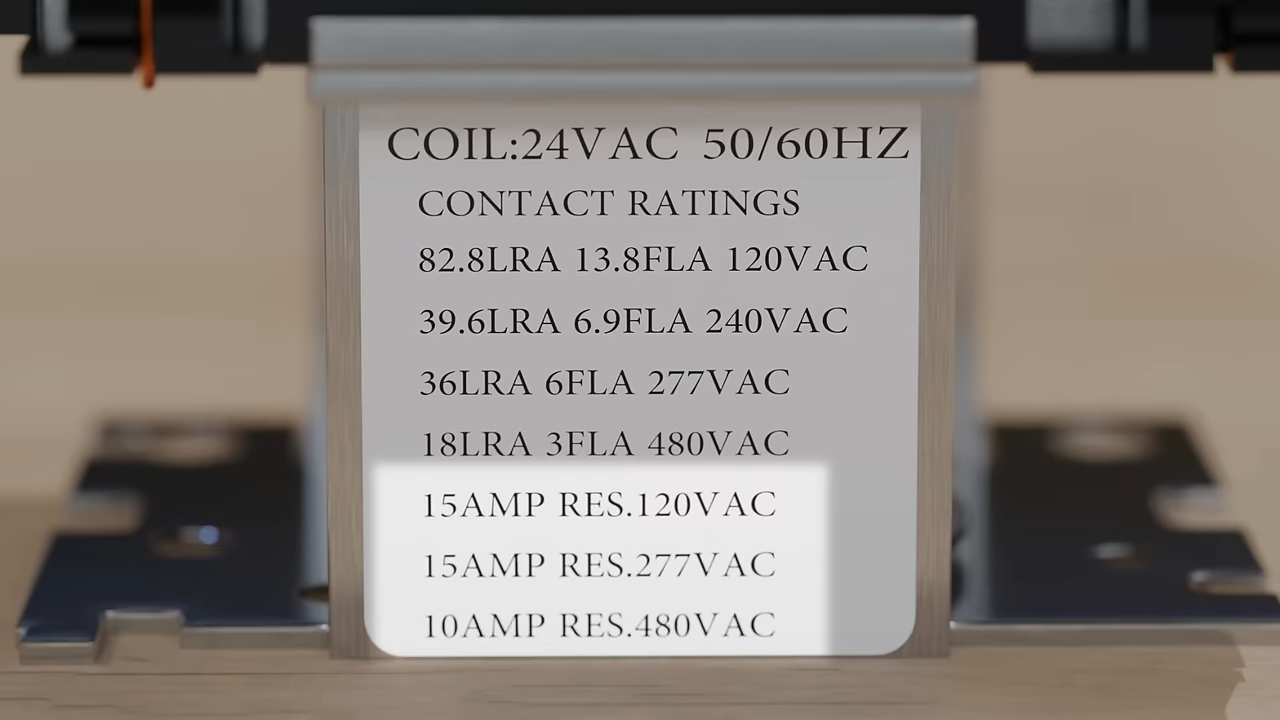 COIL:24VAC 50/60HZ
CONTACT RATINGS
82.8LRA 13.8FLA 120VAC
39.6LRA 6.9FLA 240VAC
36LRA 6FLA 277VAC
18LRA 3FLA 480VAC
15AMP RES.120VAC
15AMP RES.277VAC
10AMP RES.480VAC